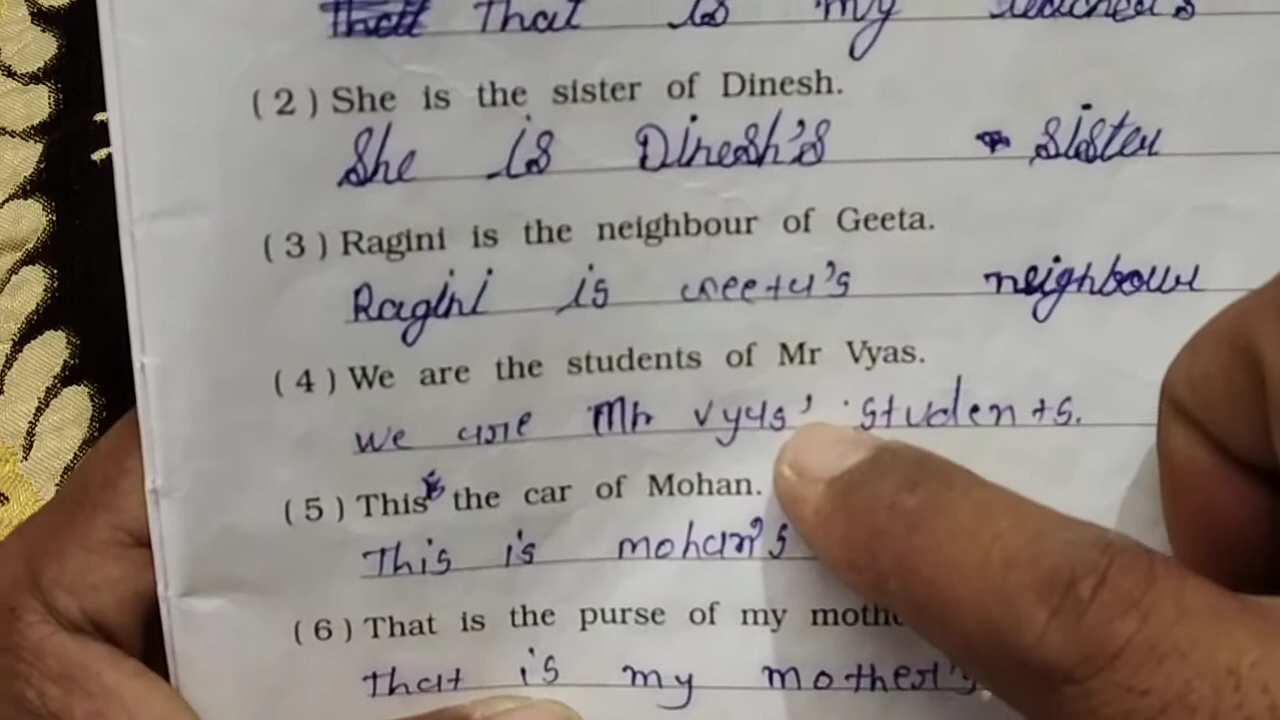 That is my teacher's
(2) She is the sister of Dinesh.
She is Dinesh's sister
(3) Ragini is the neighbour of Geeta.
Ragini is Geeta's neighbour
(4) We are the students of Mr Vyas.
We are Mr Vyas' students.
(5) This is the car of Mohan.
This is mohan's
(6) That is the purse of my
That is my mother's